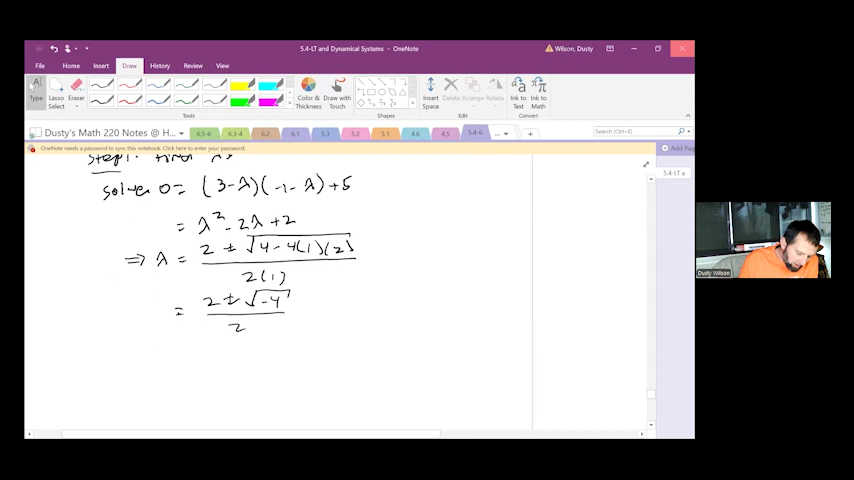 5.4-LT and Dynamical Systems - OneNote
Wilson, Dusty
File Home Insert Draw History Review View
Type
Lasso Select
Eraser
Color & Thickness
Draw with Touch
Insert Space
Delete
Arrange
Rotate
Ink to Text
Ink to Math
Tools
Shapes
Edit
Convert
Dusty's Math 220 Notes @ H...
6.5-6 6.3-4 6.2 6.1 5.3 5.2 5.1 4.6 4.5 5.4-6 ...
Search (Ctrl+E)
OneNote needs a password to sync this notebook. Click here to enter your password.
Add Pag
5.4-LT a
solve 0 = (3-λ)(-1-λ)+5
= λ² - 2λ + 2
⇒ λ = 2 ± √4-4(1)(2)
2(1)
= 2 ± √-4
2
Dusty Wilson